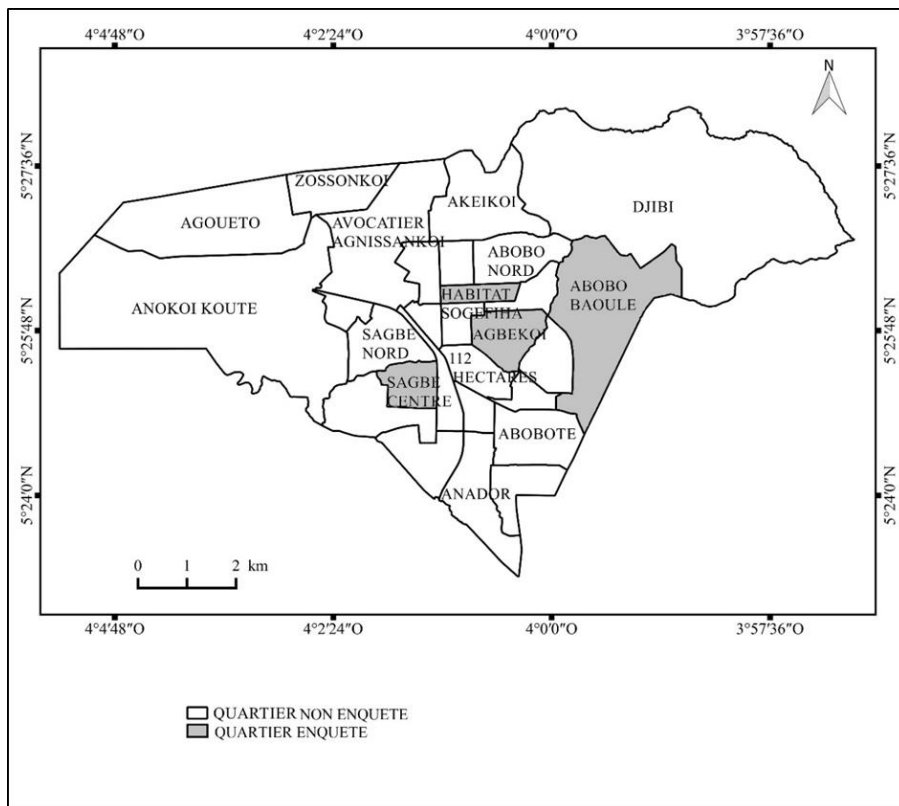 4°4'48"O 4°2'24"O 4°0'0"O 3°57'36"O
N
5°27'36"N 5°27'36"N
ZOSSONKOI
AKEIKOI
DJIBI
AGOUETO
AVOCATIER
AGNISSANKOI
ABOBO
NORD
ABOBO
BAOULE
HABITAT
ANOKOI KOUTE
SOGEFIHA
5°25'48"N 5°25'48"N
AGBEKOI
SAGBE
NORD
112
HECTARES
SAGBE
CENTRE
ABOBOTE
5°24'0"N 5°24'0"N
ANADOR
0 1 2 km
4°4'48"O 4°2'24"O 4°0'0"O 3°57'36"O
QUARTIER NON ENQUETE
QUARTIER ENQUETE